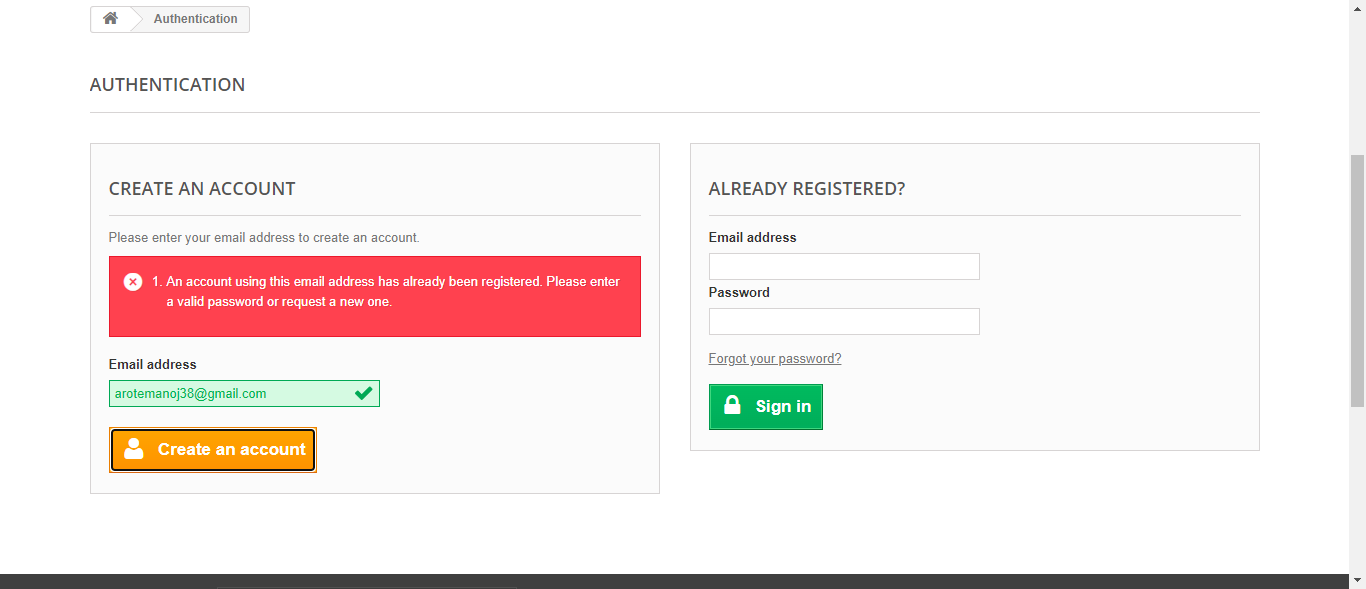 Authentication
AUTHENTICATION
CREATE AN ACCOUNT
Please enter your email address to create an account.
1. An account using this email address has already been registered. Please enter
a valid password or request a new one.
Email address
arotemanoj38@gmail.com
Create an account
ALREADY REGISTERED?
Email address
Password
Forgot your password?
Sign in